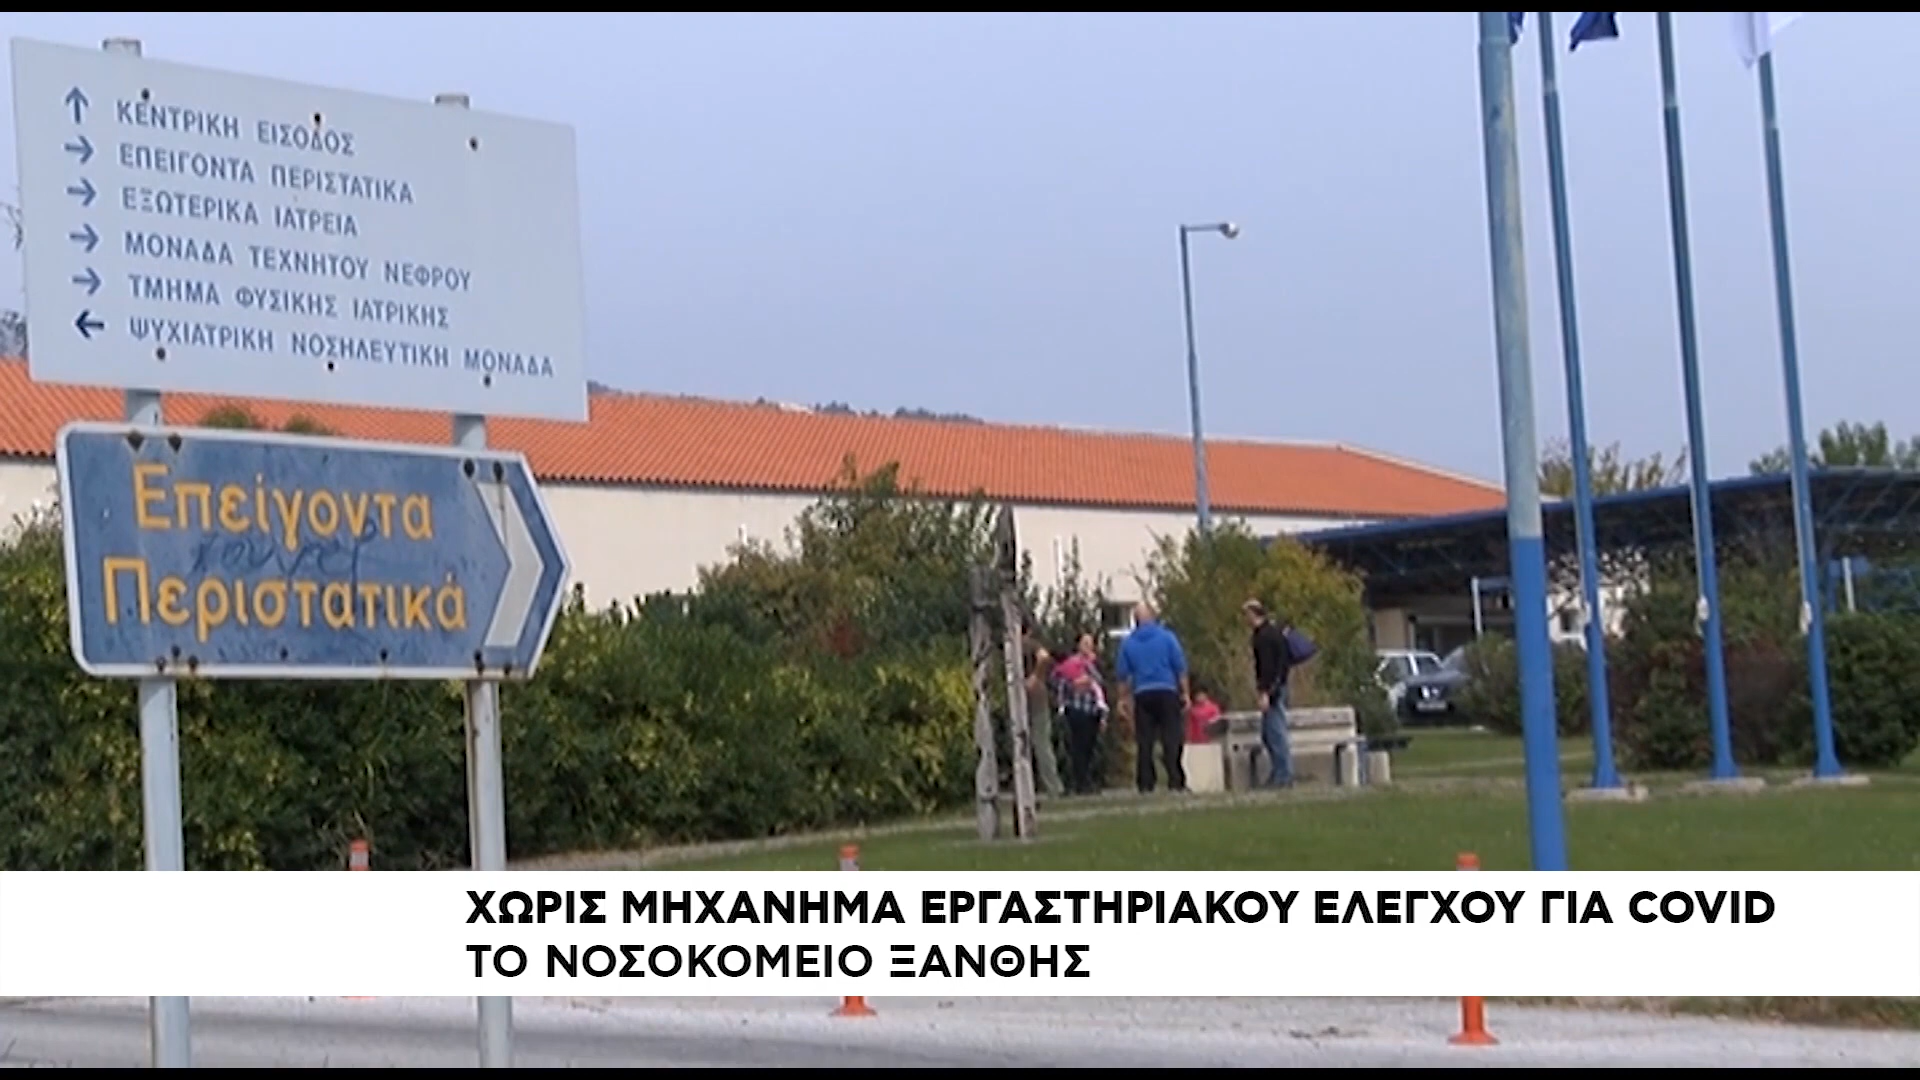 ↑ ΚΕΝΤΡΙΚΗ ΕΙΣΟΔΟΣ
→ ΕΠΕΙΓΟΝΤΑ ΠΕΡΙΣΤΑΤΙΚΑ
→ ΕΞΩΤΕΡΙΚΑ ΙΑΤΡΕΙΑ
→ ΜΟΝΑΔΑ ΤΕΧΝΗΤΟΥ ΝΕΦΡΟΥ
→ ΤΜΗΜΑ ΦΥΣΙΚΗΣ ΙΑΤΡΙΚΗΣ
← ΨΥΧΙΑΤΡΙΚΗ ΝΟΣΗΛΕΥΤΙΚΗ ΜΟΝΑΔΑ
Επείγοντα
Περιστατικά
ΧΩΡΙΣ ΜΗΧΑΝΗΜΑ ΕΡΓΑΣΤΗΡΙΑΚΟΥ ΕΛΕΓΧΟΥ ΓΙΑ COVID
ΤΟ ΝΟΣΟΚΟΜΕΙΟ ΞΑΝΘΗΣ